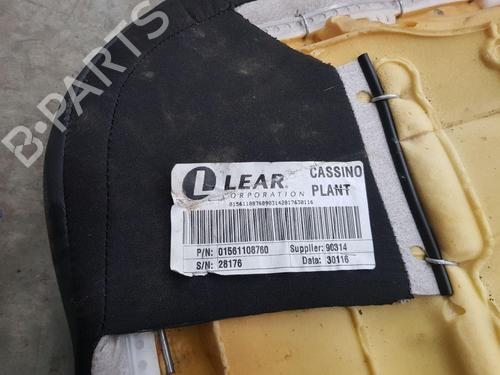 B-PARTS
LEAR CASSINO
CORPORATION PLANT
P/N: 01561108760 Supplier: 90314
S/N: 28176 Data: 30116